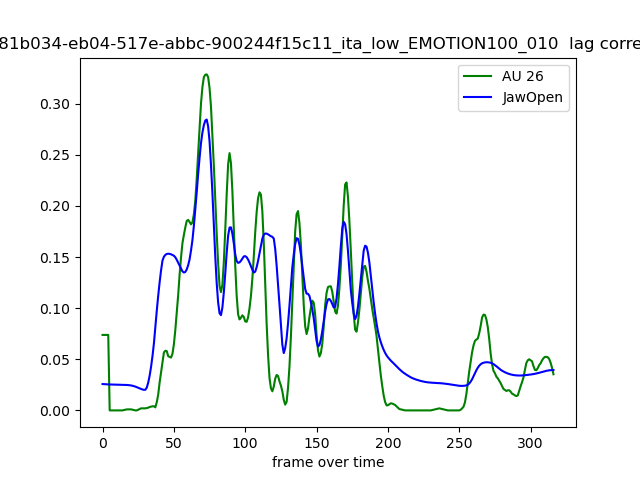 81b034-eb04-517e-abbc-900244f15c11_ita_low_EMOTION100_010 lag corre
AU 26
JawOpen
0.30
0.25
0.20
0.15
0.10
0.05
0.00
0 50 100 150 200 250 300
frame over time